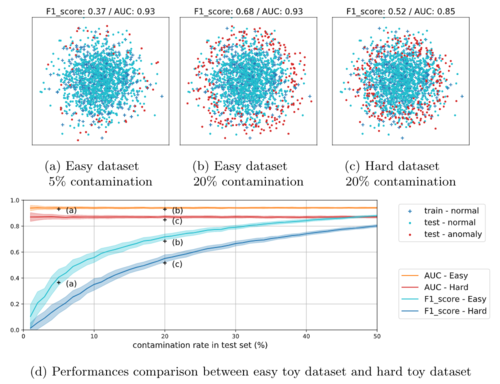 F1_score: 0.37 / AUC: 0.93
F1_score: 0.68 / AUC: 0.93
F1_score: 0.52 / AUC: 0.85
(a) Easy dataset
5% contamination
(b) Easy dataset
20% contamination
(c) Hard dataset
20% contamination
1.0
0.8
0.6
0.4
0.2
0.0
(a)
(b)
(c)
(b)
(a)
(c)
0
10
20
30
40
50
contamination rate in test set (%)
train - normal
test - normal
test - anomaly
AUC - Easy
AUC - Hard
F1_score - Easy
F1_score - Hard
(d) Performances comparison between easy toy dataset and hard toy dataset